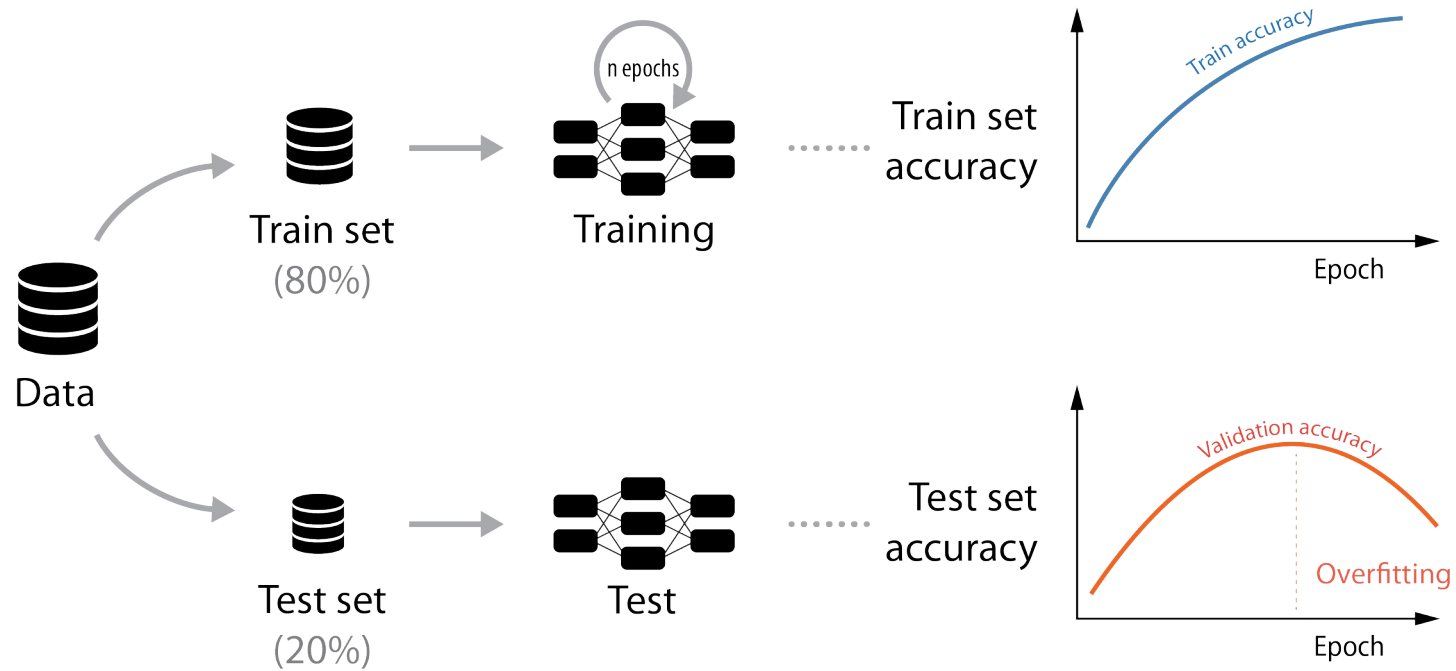 n epochs
Train accuracy
Train set
accuracy
Train set
(80%)
Training
Epoch
Data
Validation accuracy
Test set
accuracy
Overfitting
Test set
(20%)
Test
Epoch